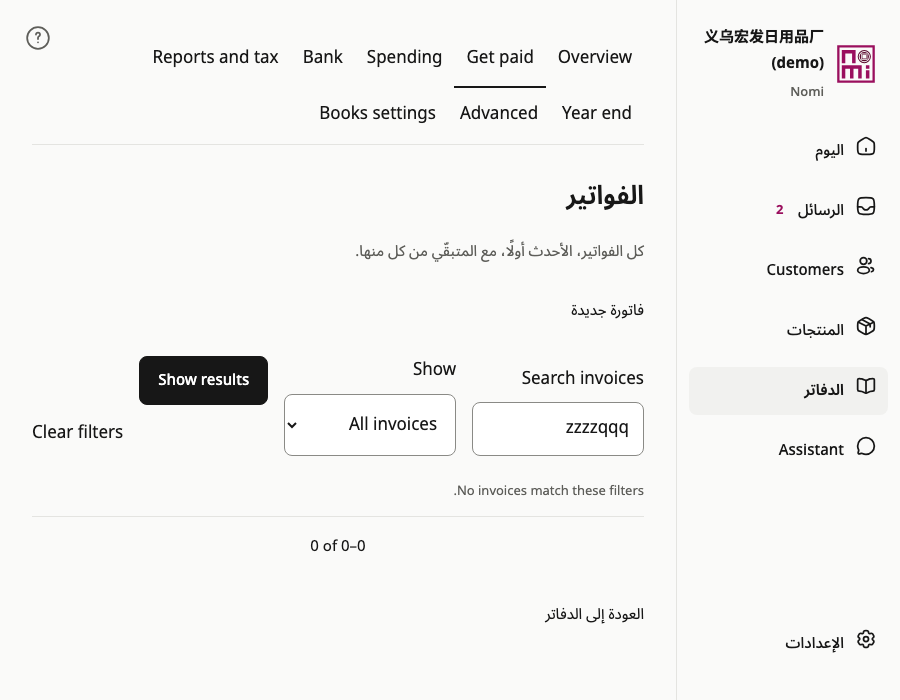 义乌宏发日用品厂
(demo)
Nomi
nomi
اليوم
الرسائل 2
Customers
المنتجات
الدفاتر
Assistant
الإعدادات
?
Overview
Get paid
Spending
Bank
Reports and tax
Year end
Advanced
Books settings
الفواتير
كل الفواتير، الأحدث أولًا، مع المتبقّي من كل منها.
فاتورة جديدة
Search invoices
zzzzqqq
Show
All invoices
Show results
Clear filters
.No invoices match these filters
0 of 0–0
العودة إلى الدفاتر